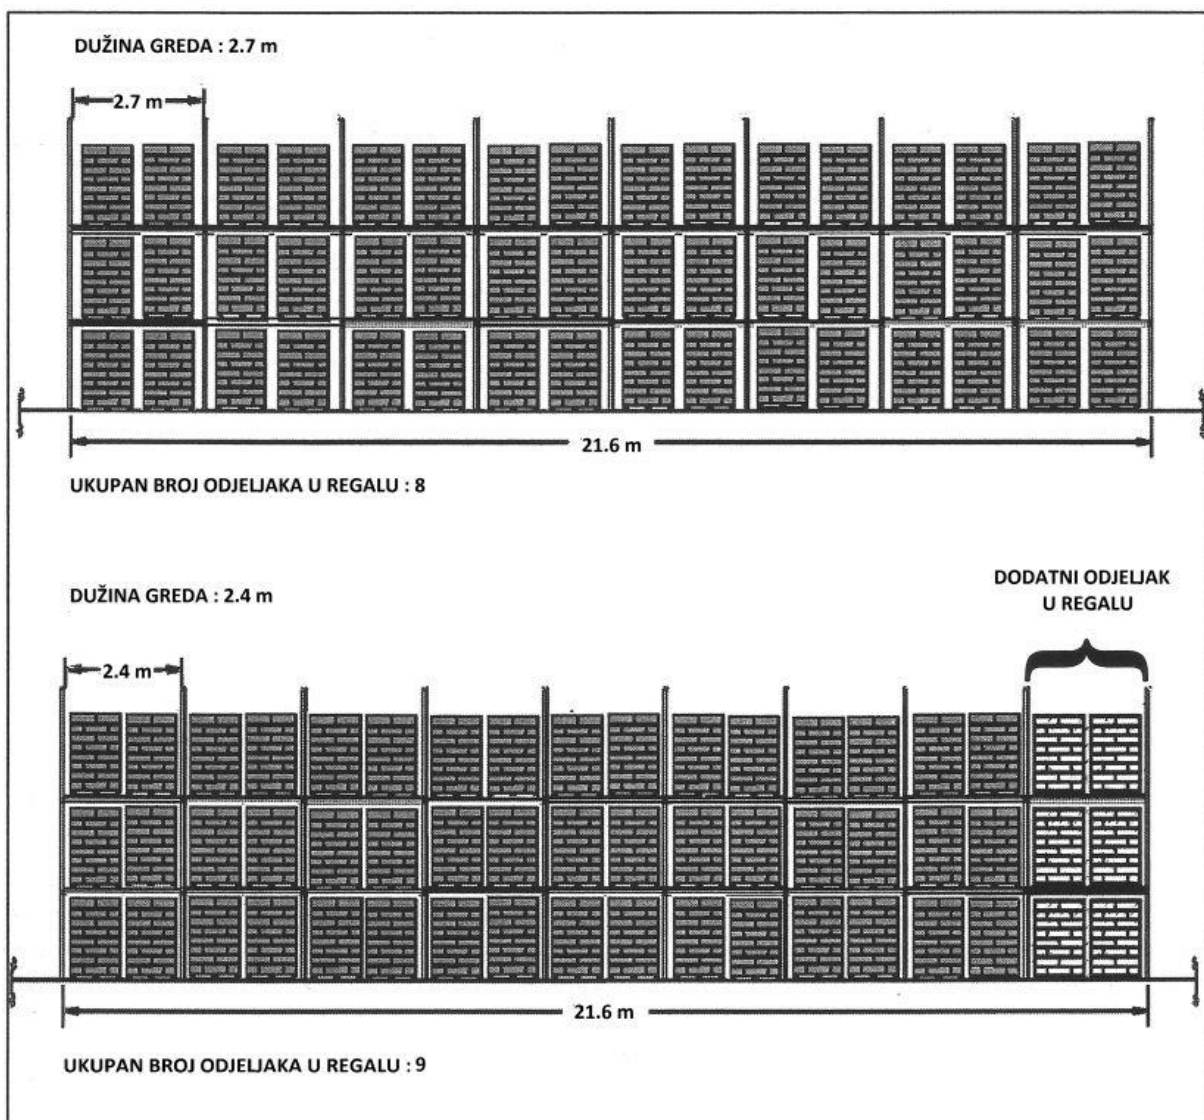 DUŽINA GREDA : 2.7 m
2.7 m
21.6 m
UKUPAN BROJ ODJELJAKA U REGALU : 8
DUŽINA GREDA : 2.4 m
DODATNI ODJELJAK
U REGALU
2.4 m
21.6 m
UKUPAN BROJ ODJELJAKA U REGALU : 9